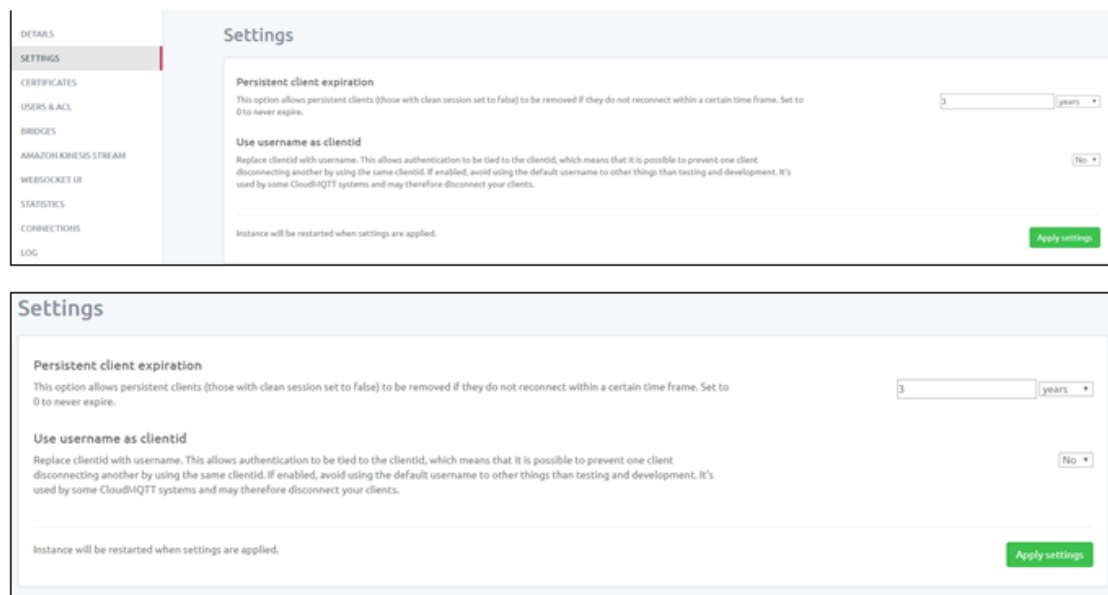 DETAILS
SETTINGS
CERTIFICATES
USERS & ACL
BRIDGES
AMAZON KINESIS STREAM
WEBSOCKET UI
STATISTICS
CONNECTIONS
LOG
Settings
Persistent client expiration
This option allows persistent clients (those with clean session set to false) to be removed if they do not reconnect within a certain time frame. Set to
0 to never expire.
3 years
Use username as clientid
Replace clientid with username. This allows authentication to be tied to the clientid, which means that it is possible to prevent one client
disconnecting another by using the same clientid. If enabled, avoid using the default username to other things than testing and development. It's
used by some CloudMQTT systems and may therefore disconnect your clients.
No
Instance will be restarted when settings are applied.
Apply settings
Settings
Persistent client expiration
This option allows persistent clients (those with clean session set to false) to be removed if they do not reconnect within a certain time frame. Set to
0 to never expire.
3 years
Use username as clientid
Replace clientid with username. This allows authentication to be tied to the clientid, which means that it is possible to prevent one client
disconnecting another by using the same clientid. If enabled, avoid using the default username to other things than testing and development. It's
used by some CloudMQTT systems and may therefore disconnect your clients.
No
Instance will be restarted when settings are applied.
Apply settings